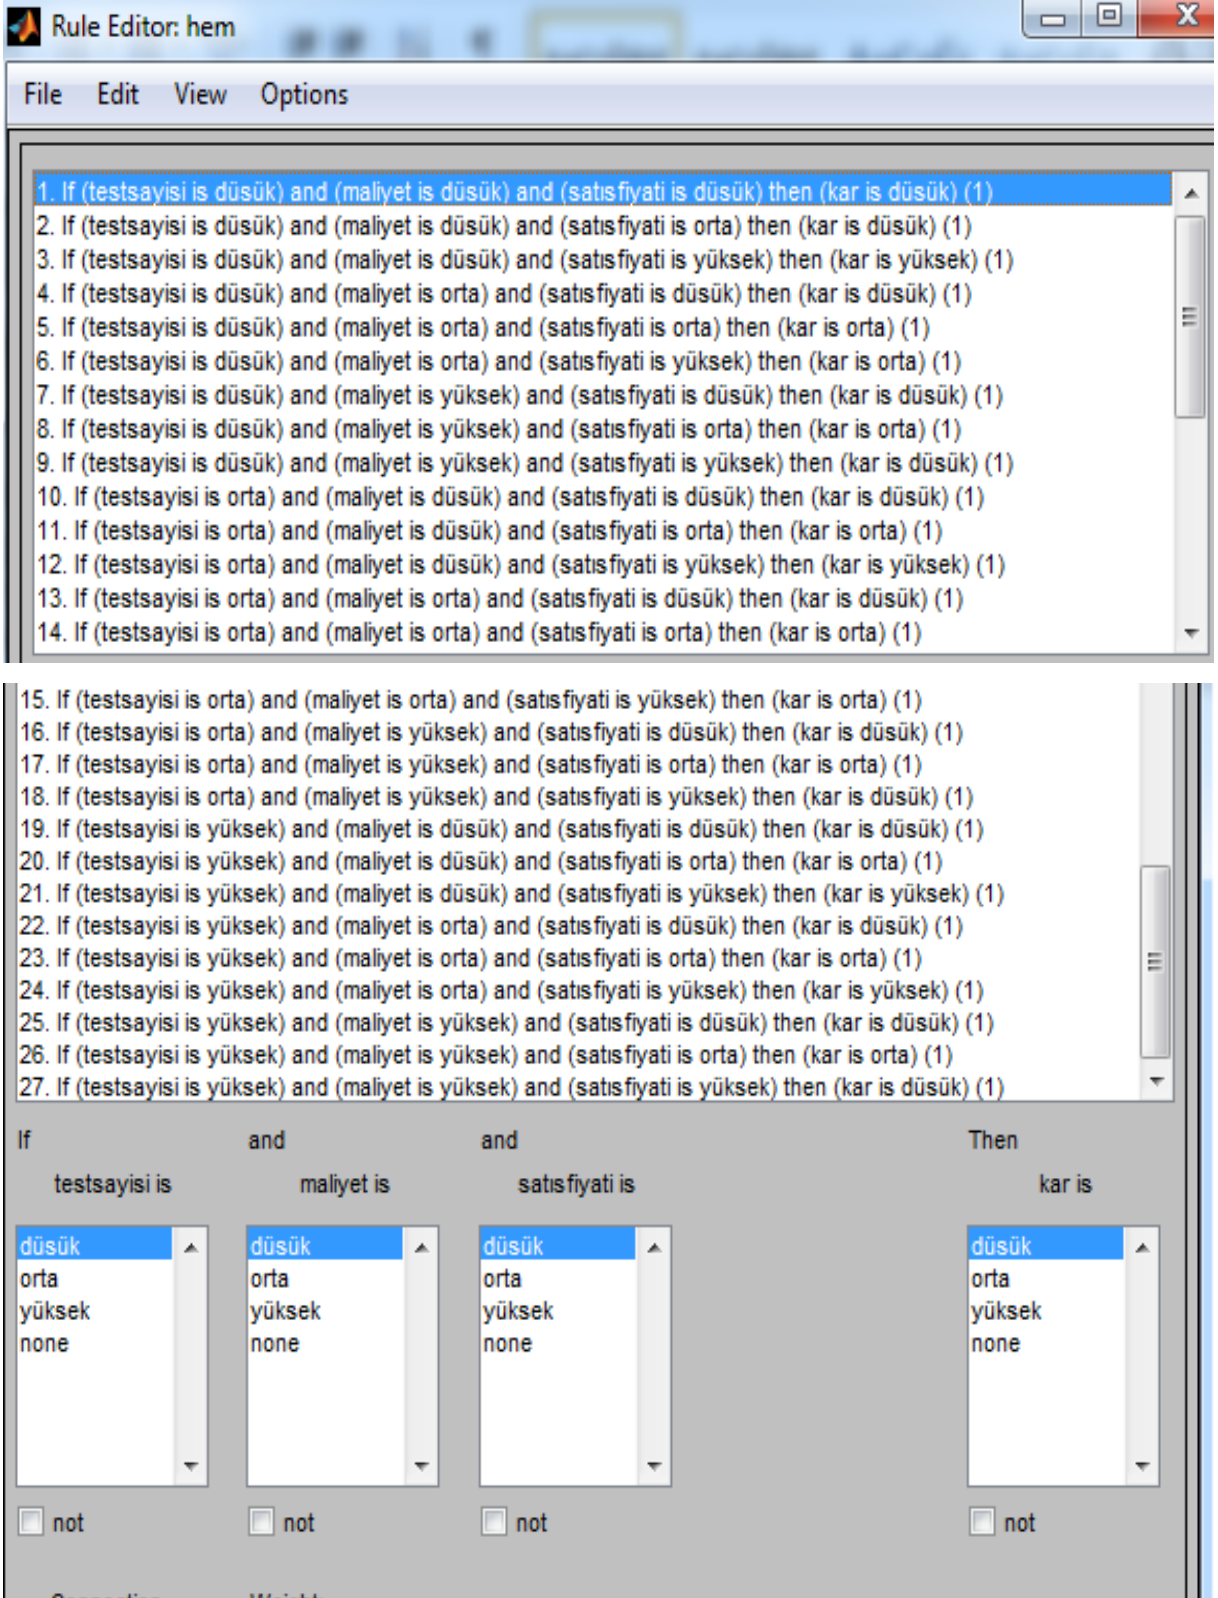 Rule Editor: hem
File Edit View Options
1. If (testsayisi is düsük) and (maliyet is düsük) and (satısfiyati is düsük) then (kar is düsük) (1)
2. If (testsayisi is düsük) and (maliyet is düsük) and (satısfiyati is orta) then (kar is düsük) (1)
3. If (testsayisi is düsük) and (maliyet is düsük) and (satısfiyati is yüksek) then (kar is yüksek) (1)
4. If (testsayisi is düsük) and (maliyet is orta) and (satısfiyati is düsük) then (kar is düsük) (1)
5. If (testsayisi is düsük) and (maliyet is orta) and (satısfiyati is orta) then (kar is orta) (1)
6. If (testsayisi is düsük) and (maliyet is orta) and (satısfiyati is yüksek) then (kar is orta) (1)
7. If (testsayisi is düsük) and (maliyet is yüksek) and (satısfiyati is düsük) then (kar is düsük) (1)
8. If (testsayisi is düsük) and (maliyet is yüksek) and (satısfiyati is orta) then (kar is orta) (1)
9. If (testsayisi is düsük) and (maliyet is yüksek) and (satısfiyati is yüksek) then (kar is düsük) (1)
10. If (testsayisi is orta) and (maliyet is düsük) and (satısfiyati is düsük) then (kar is düsük) (1)
11. If (testsayisi is orta) and (maliyet is düsük) and (satısfiyati is orta) then (kar is orta) (1)
12. If (testsayisi is orta) and (maliyet is düsük) and (satısfiyati is yüksek) then (kar is yüksek) (1)
13. If (testsayisi is orta) and (maliyet is orta) and (satısfiyati is düsük) then (kar is düsük) (1)
14. If (testsayisi is orta) and (maliyet is orta) and (satısfiyati is orta) then (kar is orta) (1)
15. If (testsayisi is orta) and (maliyet is orta) and (satısfiyati is yüksek) then (kar is orta) (1)
16. If (testsayisi is orta) and (maliyet is yüksek) and (satısfiyati is düsük) then (kar is düsük) (1)
17. If (testsayisi is orta) and (maliyet is yüksek) and (satısfiyati is orta) then (kar is orta) (1)
18. If (testsayisi is orta) and (maliyet is yüksek) and (satısfiyati is yüksek) then (kar is düsük) (1)
19. If (testsayisi is yüksek) and (maliyet is düsük) and (satısfiyati is düsük) then (kar is düsük) (1)
20. If (testsayisi is yüksek) and (maliyet is düsük) and (satısfiyati is orta) then (kar is orta) (1)
21. If (testsayisi is yüksek) and (maliyet is düsük) and (satısfiyati is yüksek) then (kar is yüksek) (1)
22. If (testsayisi is yüksek) and (maliyet is orta) and (satısfiyati is düsük) then (kar is düsük) (1)
23. If (testsayisi is yüksek) and (maliyet is orta) and (satısfiyati is orta) then (kar is orta) (1)
24. If (testsayisi is yüksek) and (maliyet is orta) and (satısfiyati is yüksek) then (kar is yüksek) (1)
25. If (testsayisi is yüksek) and (maliyet is yüksek) and (satısfiyati is düsük) then (kar is düsük) (1)
26. If (testsayisi is yüksek) and (maliyet is yüksek) and (satısfiyati is orta) then (kar is orta) (1)
27. If (testsayisi is yüksek) and (maliyet is yüksek) and (satısfiyati is yüksek) then (kar is düsük) (1)
If and and Then
testsayisi is maliyet is satısfiyati is kar is
düsük düsük düsük düsük
orta orta orta orta
yüksek yüksek yüksek yüksek
none none none none
not not not not